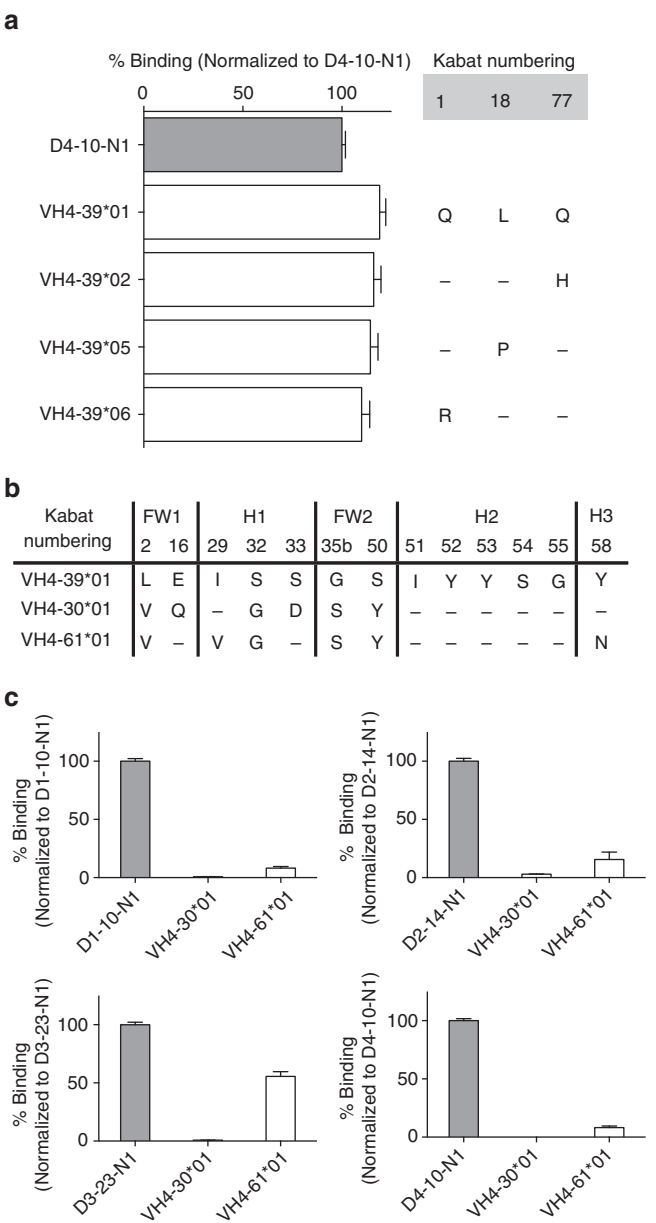 a
% Binding (Normalized to D4-10-N1) Kabat numbering
0 50 100 1 18 77
D4-10-N1
VH4-39*01 Q L Q
VH4-39*02 – – H
VH4-39*05 – P –
VH4-39*06 R – –
b
Kabat numbering FW1 H1 FW2 H2 H3
2 16 29 32 33 35b 50 51 52 53 54 55 58
VH4-39*01 L E I S S G S I Y Y S G Y
VH4-30*01 V Q – G D S Y – – – – – –
VH4-61*01 V – V G – S Y – – – – – N
c
% Binding
(Normalized to D1-10-N1)
100
50
0
D1-10-N1
VH4-30*01
VH4-61*01
% Binding
(Normalized to D2-14-N1)
100
50
0
D2-14-N1
VH4-30*01
VH4-61*01
% Binding
(Normalized to D3-23-N1)
100
50
0
D3-23-N1
VH4-30*01
VH4-61*01
% Binding
(Normalized to D4-10-N1)
100
50
0
D4-10-N1
VH4-30*01
VH4-61*01